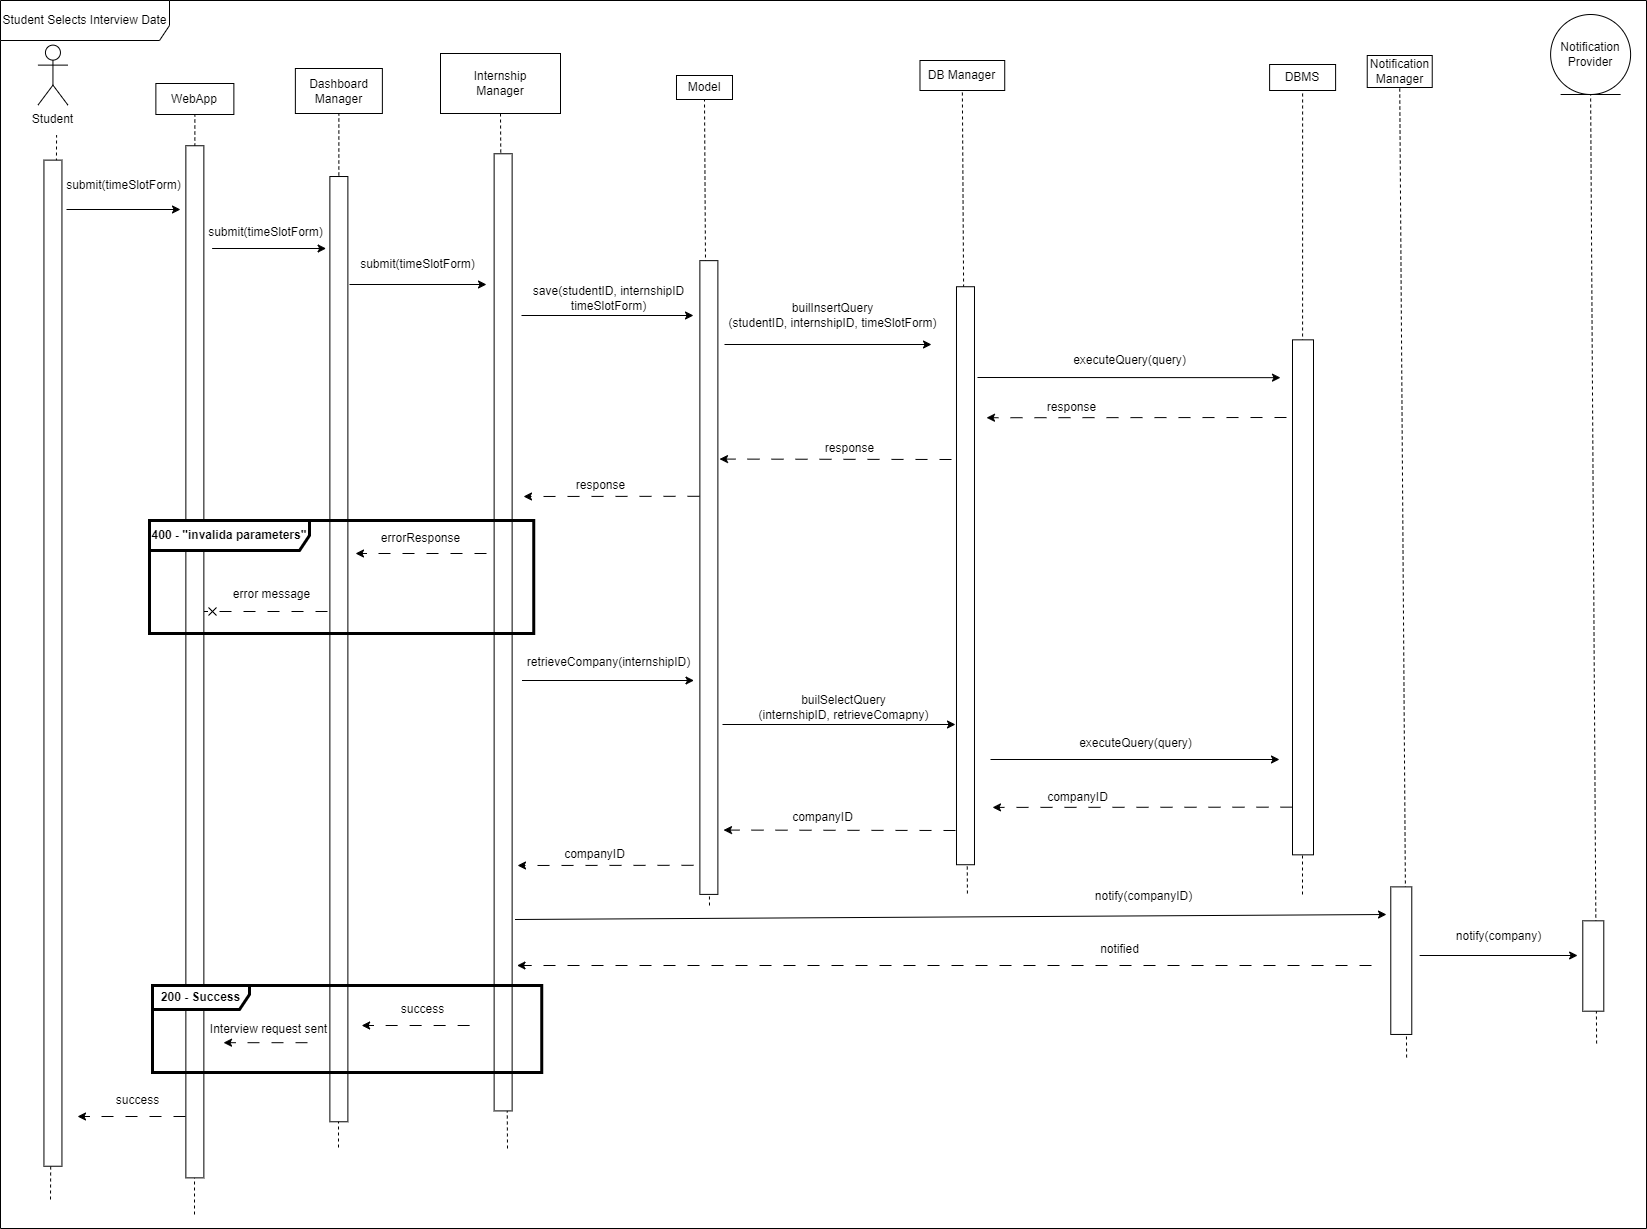 Student Selects Interview Date
Student
WebApp
Dashboard
Manager
Internship
Manager
Model
DB Manager
DBMS
Notification
Manager
Notification
Provider
submit(timeSlotForm)
submit(timeSlotForm)
submit(timeSlotForm)
save(studentID, internshipID
timeSlotForm)
builInsertQuery
(studentID, internshipID, timeSlotForm)
executeQuery(query)
response
response
response
400 - "invalida parameters"
errorResponse
error message
retrieveCompany(internshipID)
builSelectQuery
(internshipID, retrieveComapny)
executeQuery(query)
companyID
companyID
companyID
notify(companyID)
notify(company)
notified
200 - Success
success
Interview request sent
success